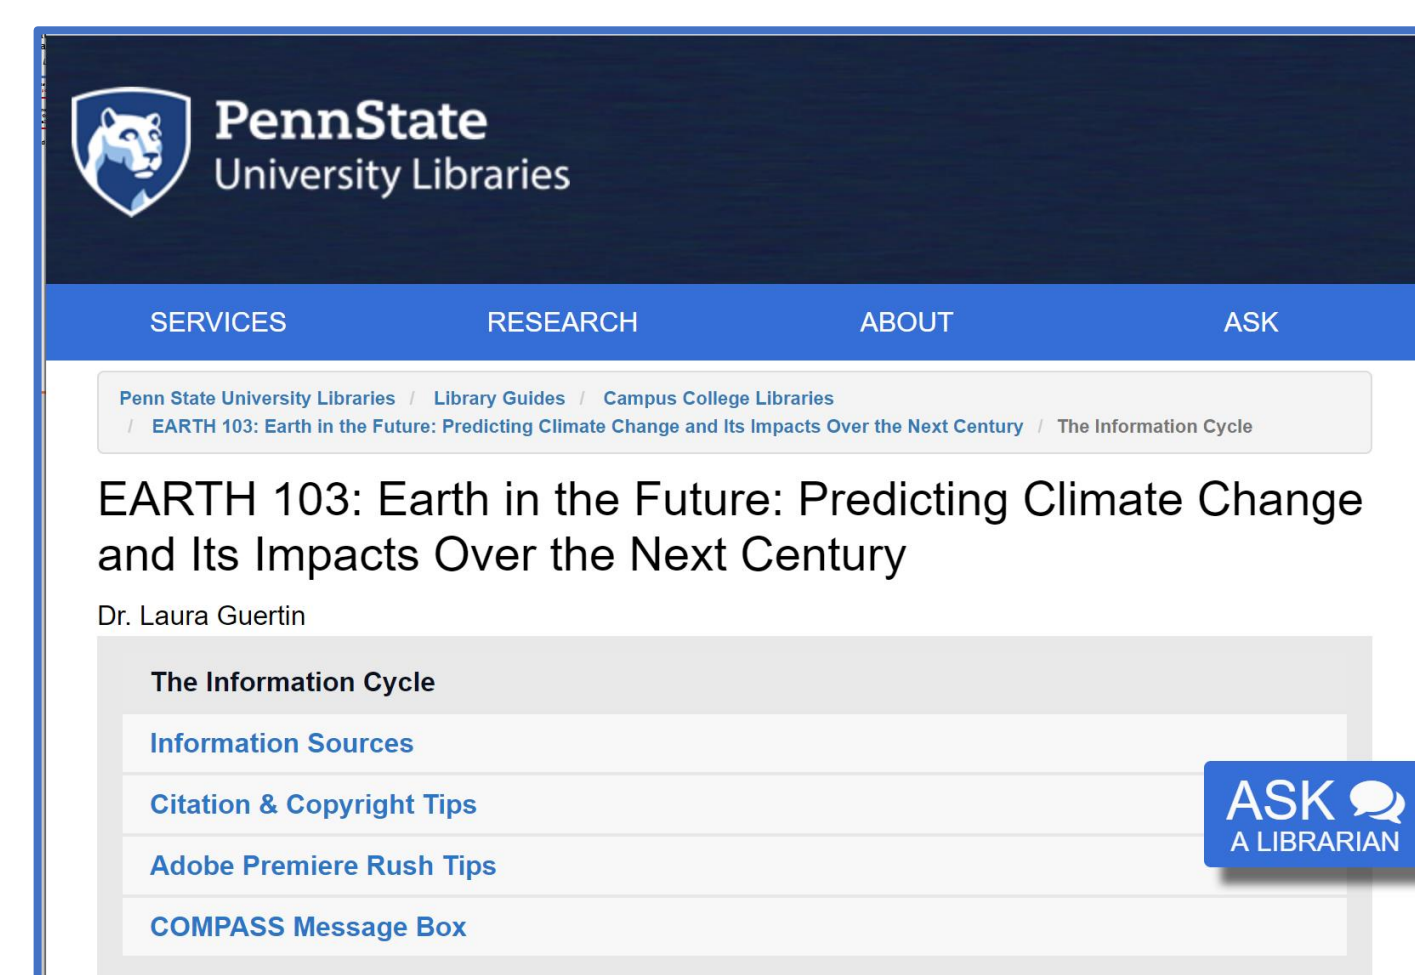 PennState
University Libraries
SERVICES RESEARCH ABOUT ASK
Penn State University Libraries / Library Guides / Campus College Libraries
/ EARTH 103: Earth in the Future: Predicting Climate Change and Its Impacts Over the Next Century / The Information Cycle
EARTH 103: Earth in the Future: Predicting Climate Change
and Its Impacts Over the Next Century
Dr. Laura Guertin
The Information Cycle
Information Sources
Citation & Copyright Tips
Adobe Premiere Rush Tips
COMPASS Message Box
ASK
A LIBRARIAN